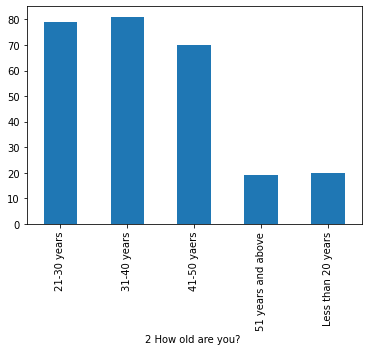 80
70
60
50
40
30
20
10
0
21-30 years
31-40 years
41-50 yaers
51 years and above
Less than 20 years
2 How old are you?